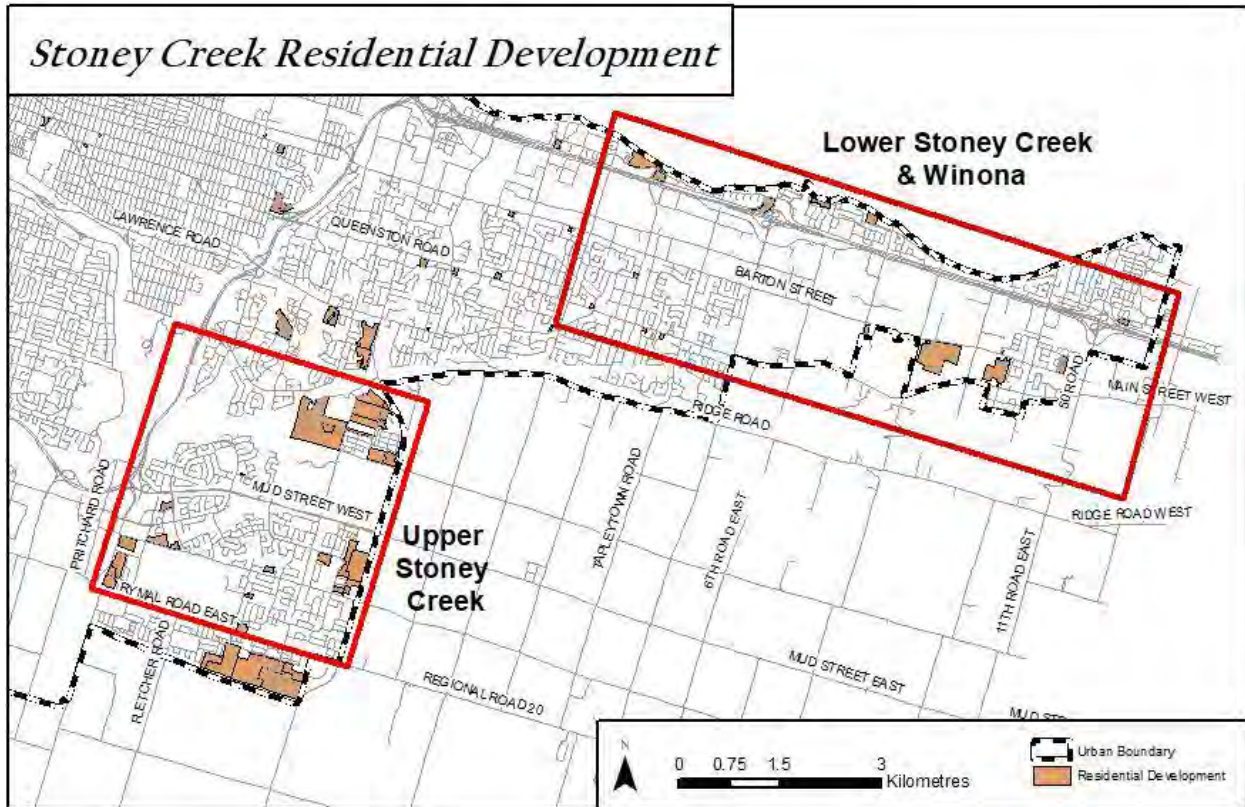 Stoney Creek Residential Development
Lower Stoney Creek
& Winona
LAWRENCE ROAD
QUEENSTON ROAD
BARTON STREET
50 ROAD
MAIN STREET WEST
RIDGE ROAD
RIDGE ROAD WEST
PRITCHARD ROAD
MUD STREET WEST
Upper
Stoney
Creek
TAPLEYTOWN ROAD
6TH ROAD EAST
11TH ROAD EAST
RYMAL ROAD EAST
FLETCHER ROAD
REGIONAL ROAD 20
MUD STREET EAST
MUD STR
N
0 0.75 1.5 3
Kilometres
Urban Boundary
Residential Development